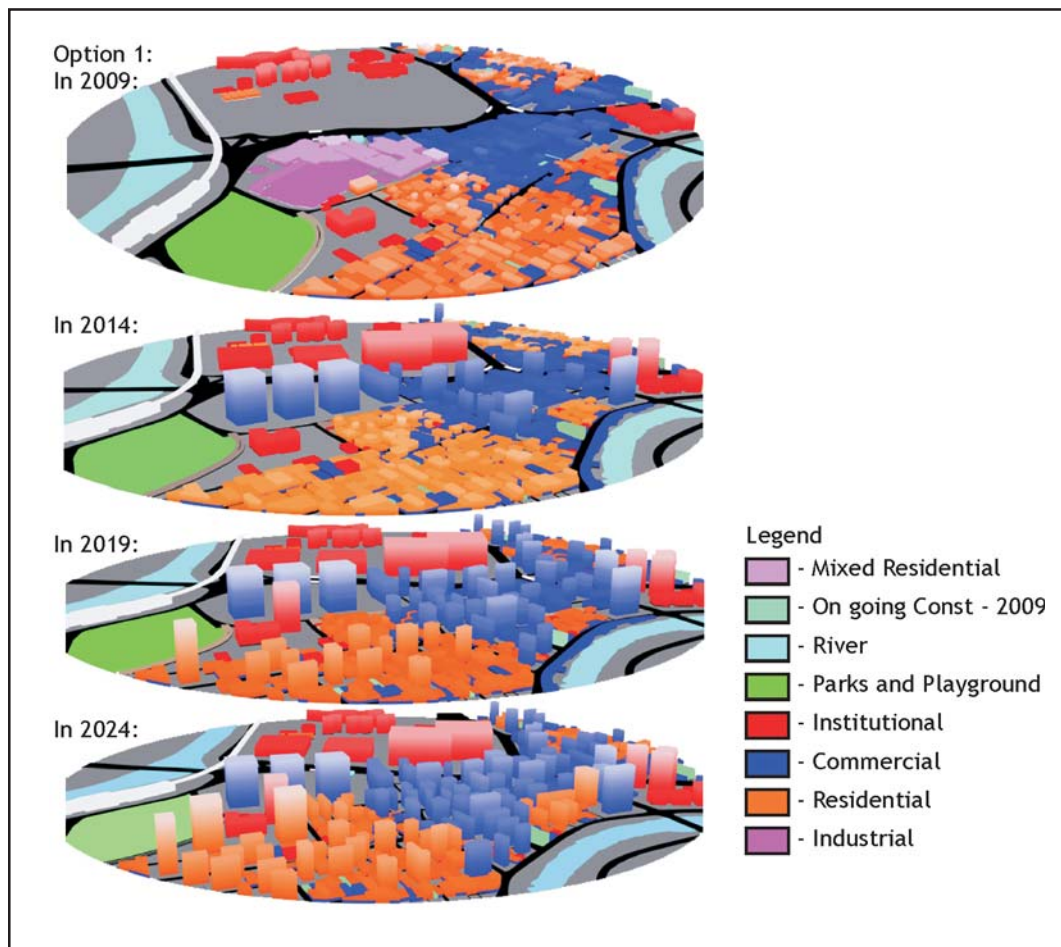 Option 1:
In 2009:
In 2014:
In 2019:
In 2024:
Legend
- Mixed Residential
- On going Const - 2009
- River
- Parks and Playground
- Institutional
- Commercial
- Residential
- Industrial